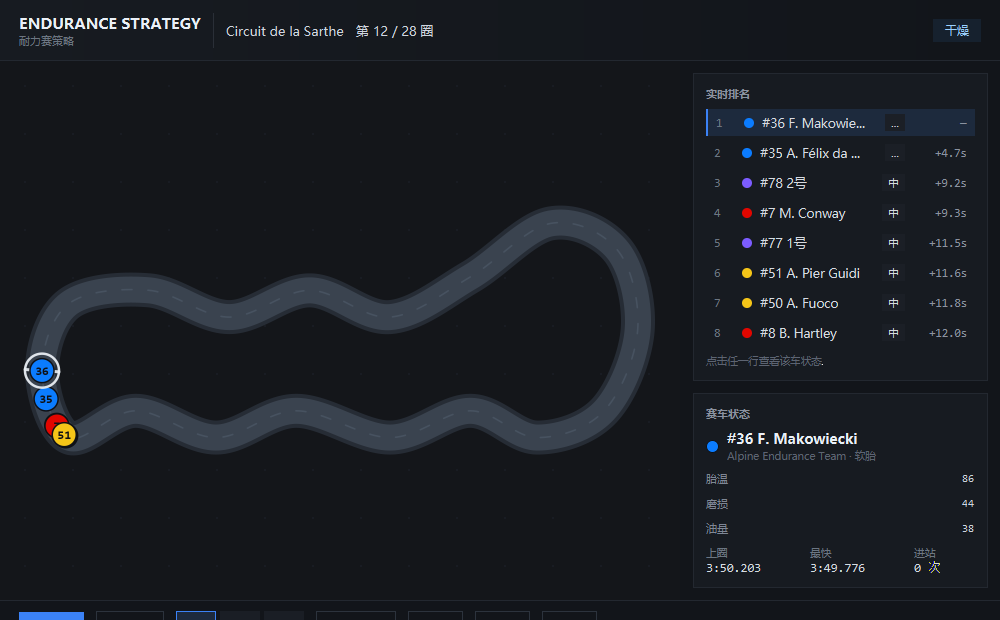 ENDURANCE STRATEGY
耐力赛策略
Circuit de la Sarthe 第 12 / 28 圈
干燥
实时排名
1 #36 F. Makowie... ... —
2 #35 A. Félix da ... ... +4.7s
3 #78 2号 中 +9.2s
4 #7 M. Conway 中 +9.3s
5 #77 1号 中 +11.5s
6 #51 A. Pier Guidi 中 +11.6s
7 #50 A. Fuoco 中 +11.8s
8 #8 B. Hartley 中 +12.0s
点击任一行查看该车状态.
36
35
51
赛车状态
#36 F. Makowiecki
Alpine Endurance Team · 软胎
胎温 86
磨损 44
油量 38
上圈 最快 进站
3:50.203 3:49.776 0 次